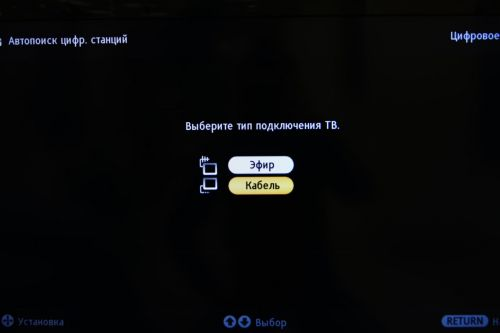 Автопоиск цифр. станций
Цифровое
Выберите тип подключения ТВ.
Эфир
Кабель
Установка
Выбор
RETURN